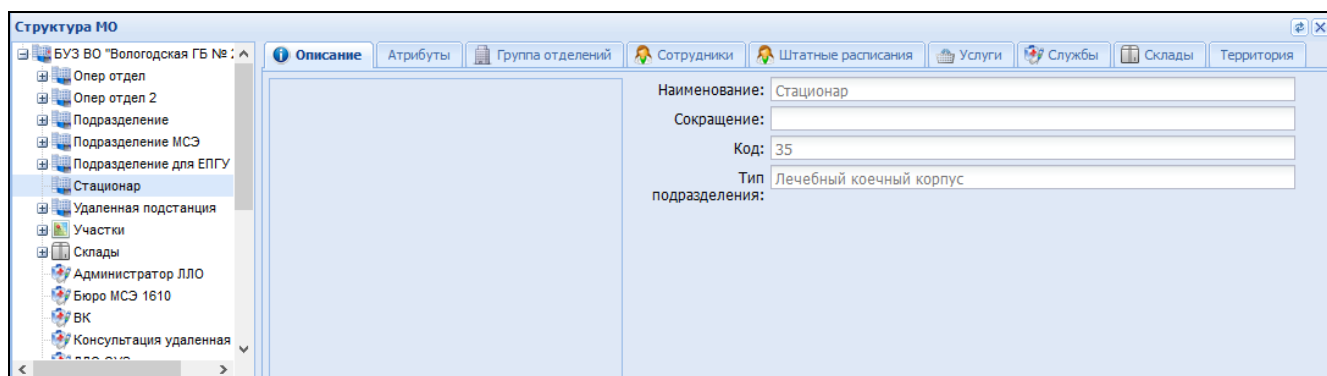 Структура МО
БУЗ ВО "Вологодская ГБ №
Опер отдел
Опер отдел 2
Подразделение
Подразделение МСЭ
Подразделение для ЕПГУ
Стационар
Удаленная подстанция
Участки
Склады
Администратор ЛЛО
Бюро МСЭ 1610
ВК
Консультация удаленная
Описание Атрибуты Группа отделений Сотрудники Штатные расписания Услуги Службы Склады Территория
Наименование: Стационар
Сокращение:
Код: 35
Тип Лечебный коечный корпус
подразделения: